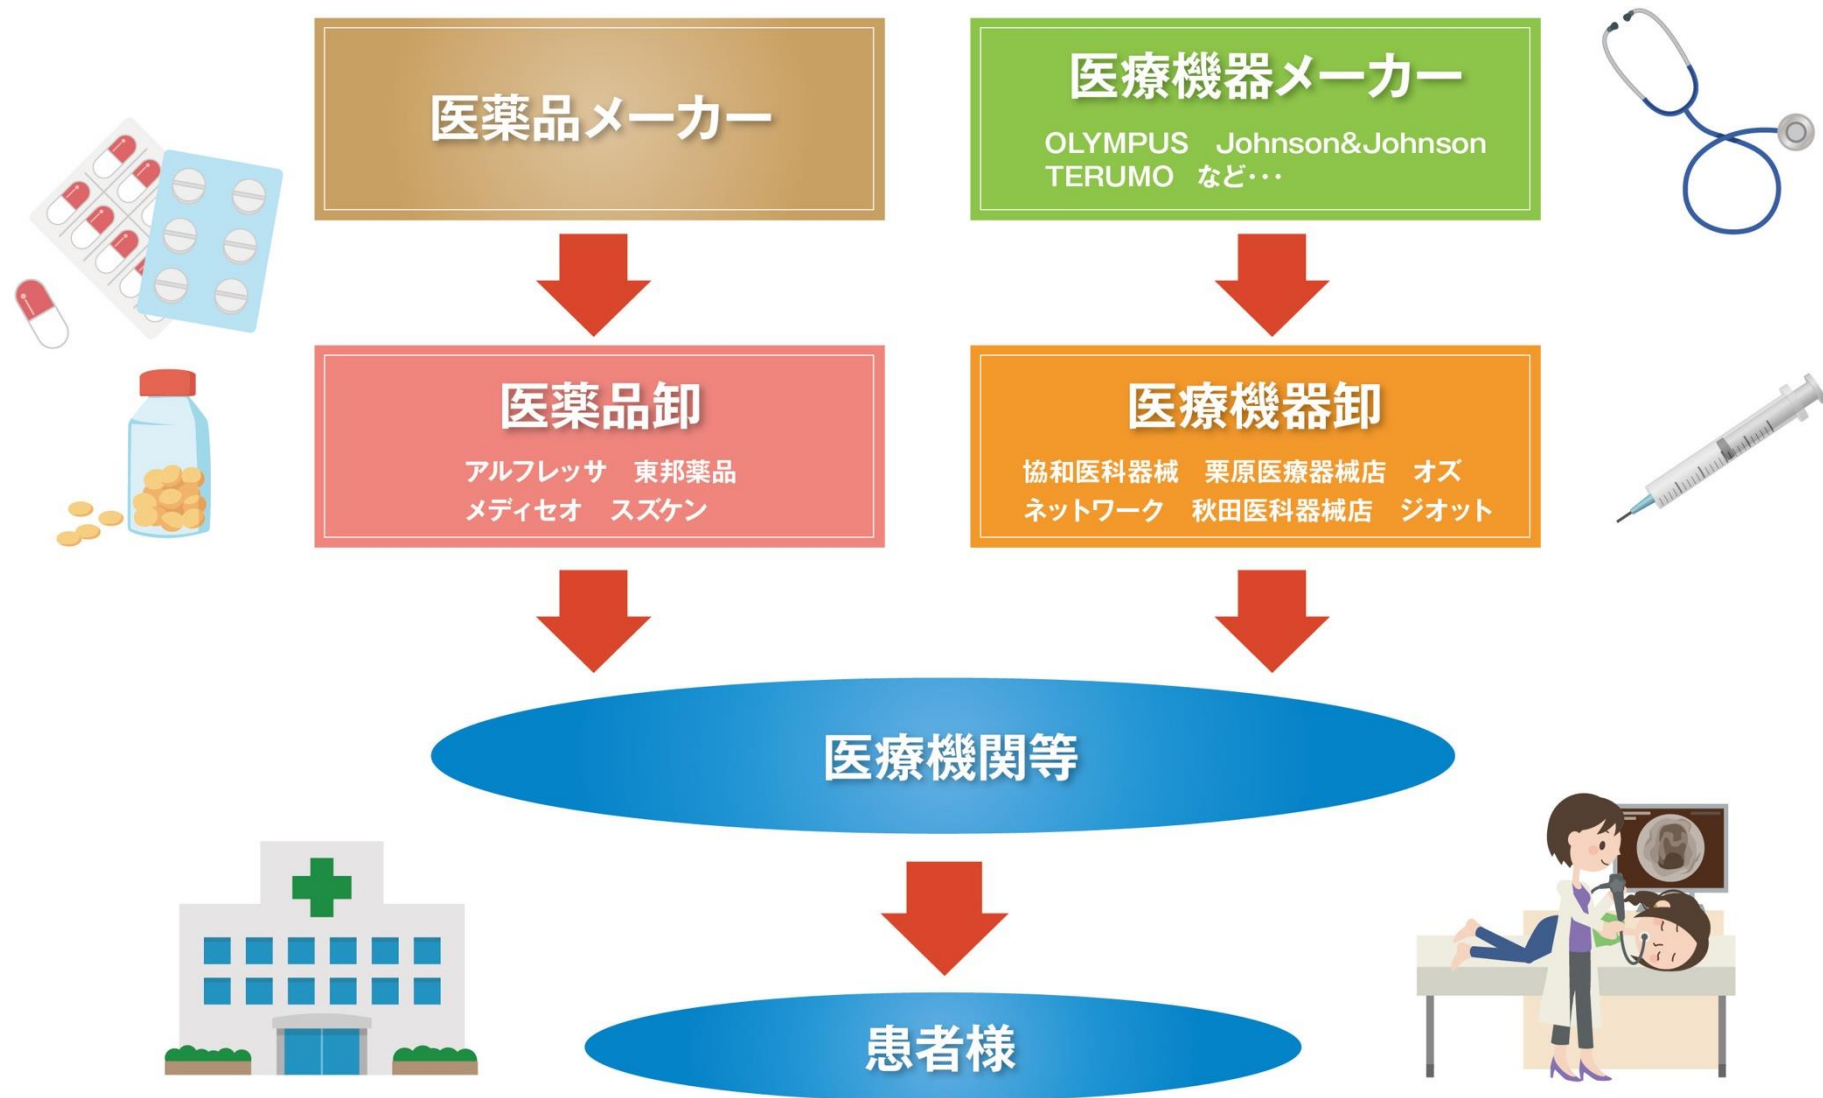 医薬品メーカー
医療機器メーカー
OLYMPUS Johnson&Johnson
TERUMO など･･･
医薬品卸
アルフレッサ 東邦薬品
メディセオ スズケン
医療機器卸
協和医科器械 栗原医療器械店 オズ
ネットワーク 秋田医科器械店 ジオット
医療機関等
患者様